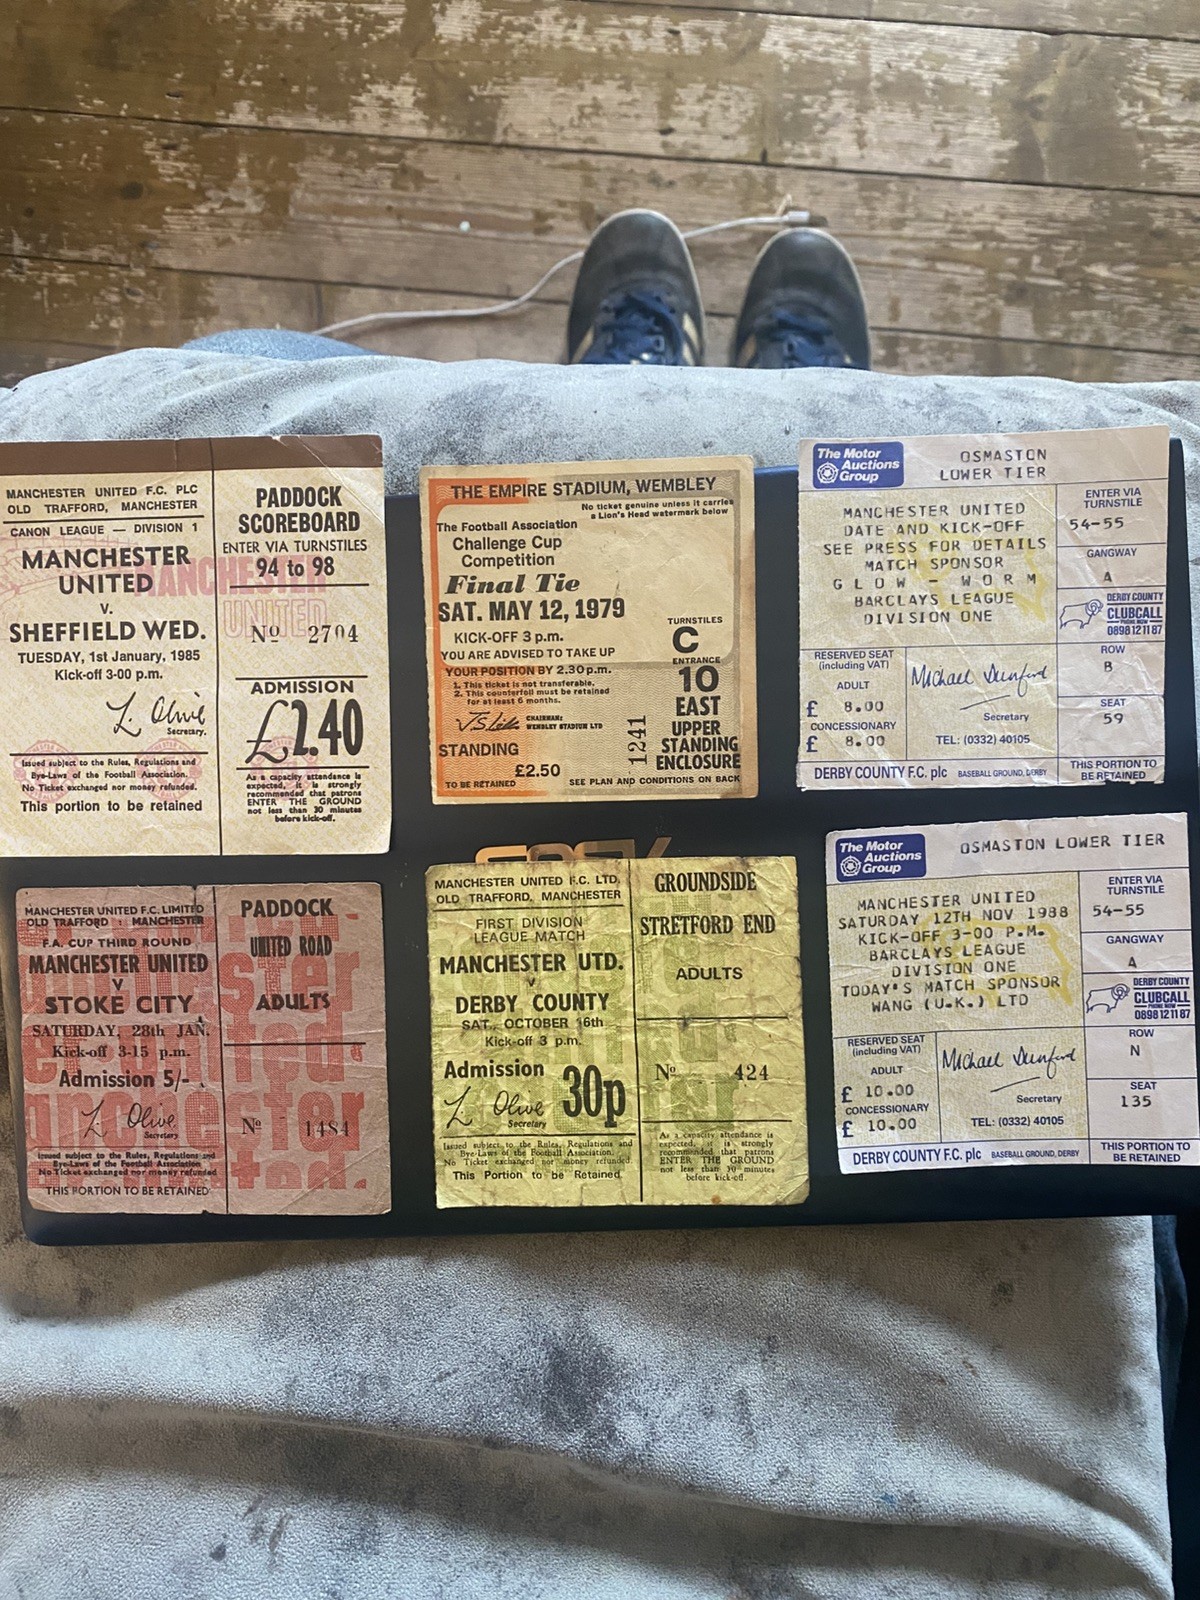 MANCHESTER UNITED F.C. PLC
OLD TRAFFORD, MANCHESTER
CANON LEAGUE — DIVISION 1
MANCHESTER
UNITED
v.
SHEFFIELD WED.
TUESDAY, 1st January, 1985
Kick-off 3-00 p.m.
L. Olive
Secretary.
Issued subject to the Rules, Regulations and
Bye-Laws of the Football Association.
No Ticket exchanged nor money refunded.
This portion to be retained
PADDOCK
SCOREBOARD
ENTER VIA TURNSTILES
94 to 98
MANCHESTER
UNITED
No 2704
ADMISSION
£2.40
As a capacity attendance is
expected, it is strongly
recommended that patrons
ENTER THE GROUND
not less than 30 minutes
before kick-off.
THE EMPIRE STADIUM, WEMBLEY
No ticket genuine unless it carries
a Lion's Head watermark below
The Football Association
Challenge Cup
Competition
Final Tie
SAT. MAY 12, 1979
KICK-OFF 3 p.m.
YOU ARE ADVISED TO TAKE UP
YOUR POSITION BY 2.30 p.m.
1. This ticket is not transferable.
2. This counterfoil must be retained
for at least 6 months.
CHAIRMAN:
WEMBLEY STADIUM LTD
STANDING
£2.50
TO BE RETAINED
1241
TURNSTILES
C
ENTRANCE
10
EAST
UPPER
STANDING
ENCLOSURE
SEE PLAN AND CONDITIONS ON BACK
The Motor
Auctions
Group
OSMASTON
LOWER TIER
MANCHESTER UNITED
DATE AND KICK-OFF
SEE PRESS FOR DETAILS
MATCH SPONSOR
GLOW - WORM
BARCLAYS LEAGUE
DIVISION ONE
RESERVED SEAT
(including VAT)
ADULT
£ 8.00
CONCESSIONARY
£ 8.00
Michael Dunford
Secretary
TEL: (0332) 40105
DERBY COUNTY F.C. plc BASEBALL GROUND, DERBY
ENTER VIA
TURNSTILE
54-55
GANGWAY
A
DERBY COUNTY
CLUBCALL
PHONE NOW
0898 12 11 87
ROW
B
SEAT
59
THIS PORTION TO
BE RETAINED
MANCHESTER UNITED F.C. LIMITED
OLD TRAFFORD : MANCHESTER
F.A. CUP THIRD ROUND
MANCHESTER UNITED
v
STOKE CITY
SATURDAY, 28th JAN.
Kick-off 3-15 p.m.
Admission 5/-
L. Olive
Secretary
Issued subject to the Rules, Regulations and
Bye-Laws of the Football Association
No Ticket exchanged nor money refunded
THIS PORTION TO BE RETAINED
PADDOCK
UNITED ROAD
ADULTS
No 1484
MANCHESTER UNITED F.C. LTD.
OLD TRAFFORD, MANCHESTER
FIRST DIVISION
LEAGUE MATCH
MANCHESTER UTD.
v
DERBY COUNTY
SAT., OCTOBER 16th
Kick-off 3 p.m.
Admission 30p
L. Olive
Secretary
Issued subject to the Rules, Regulations and
Bye-Laws of the Football Association.
No Ticket exchanged nor money refunded
This Portion to be Retained.
GROUNDSIDE
STRETFORD END
ADULTS
No 424
As a capacity attendance is
expected, it is strongly
recommended that patrons
ENTER THE GROUND
not less than 30 minutes
before kick-off.
The Motor
Auctions
Group
OSMASTON LOWER TIER
MANCHESTER UNITED
SATURDAY 12TH NOV 1988
KICK-OFF 3-00 P.M.
BARCLAYS LEAGUE
DIVISION ONE
TODAY'S MATCH SPONSOR
WANG (U.K.) LTD
RESERVED SEAT
(including VAT)
ADULT
£ 10.00
CONCESSIONARY
£ 10.00
Michael Dunford
Secretary
TEL: (0332) 40105
DERBY COUNTY F.C. plc BASEBALL GROUND, DERBY
ENTER VIA
TURNSTILE
54-55
GANGWAY
A
DERBY COUNTY
CLUBCALL
PHONE NOW
0898 12 11 87
ROW
N
SEAT
135
THIS PORTION TO
BE RETAINED